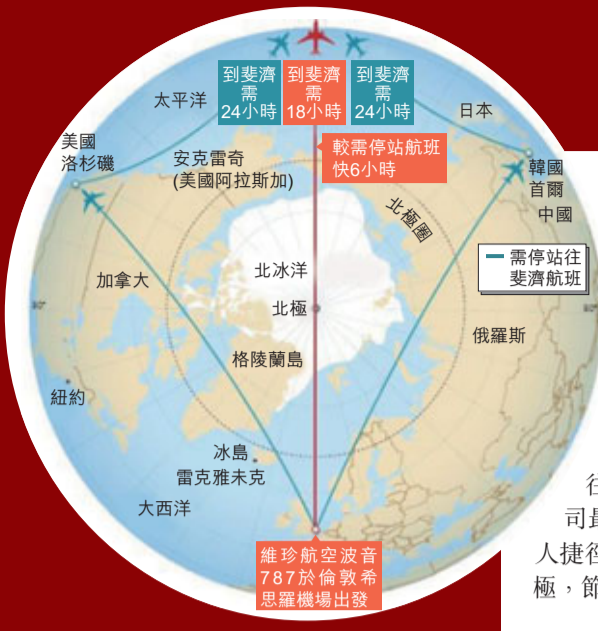 到斐濟
需
24小時
到斐濟
需
18小時
到斐濟
需
24小時
太平洋
日本
美國
洛杉磯
安克雷奇
(美國阿拉斯加)
較需停站航班
快6小時
韓國
首爾
中國
北極圈
需停站往
斐濟航班
加拿大
北冰洋
北極
俄羅斯
格陵蘭島
紐約
冰島
雷克雅未克
大西洋
維珍航空波音
787於倫敦希
思羅機場出發
人捷徑
極，節